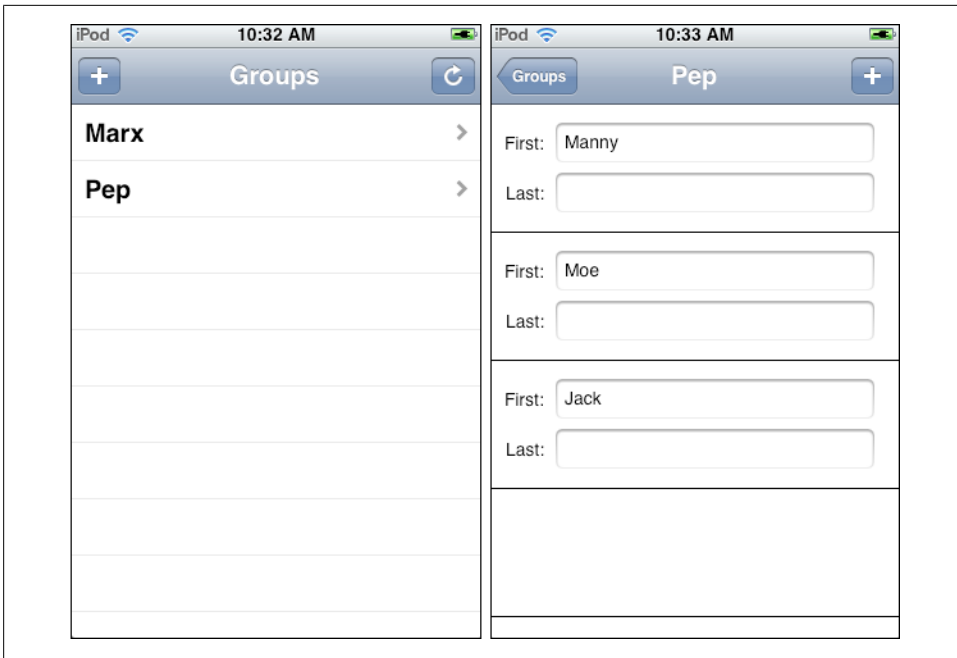 iPod 10:32 AM
+ Groups
Marx
Pep
iPod 10:33 AM
Groups Pep +
First: Manny
Last:
First: Moe
Last:
First: Jack
Last: